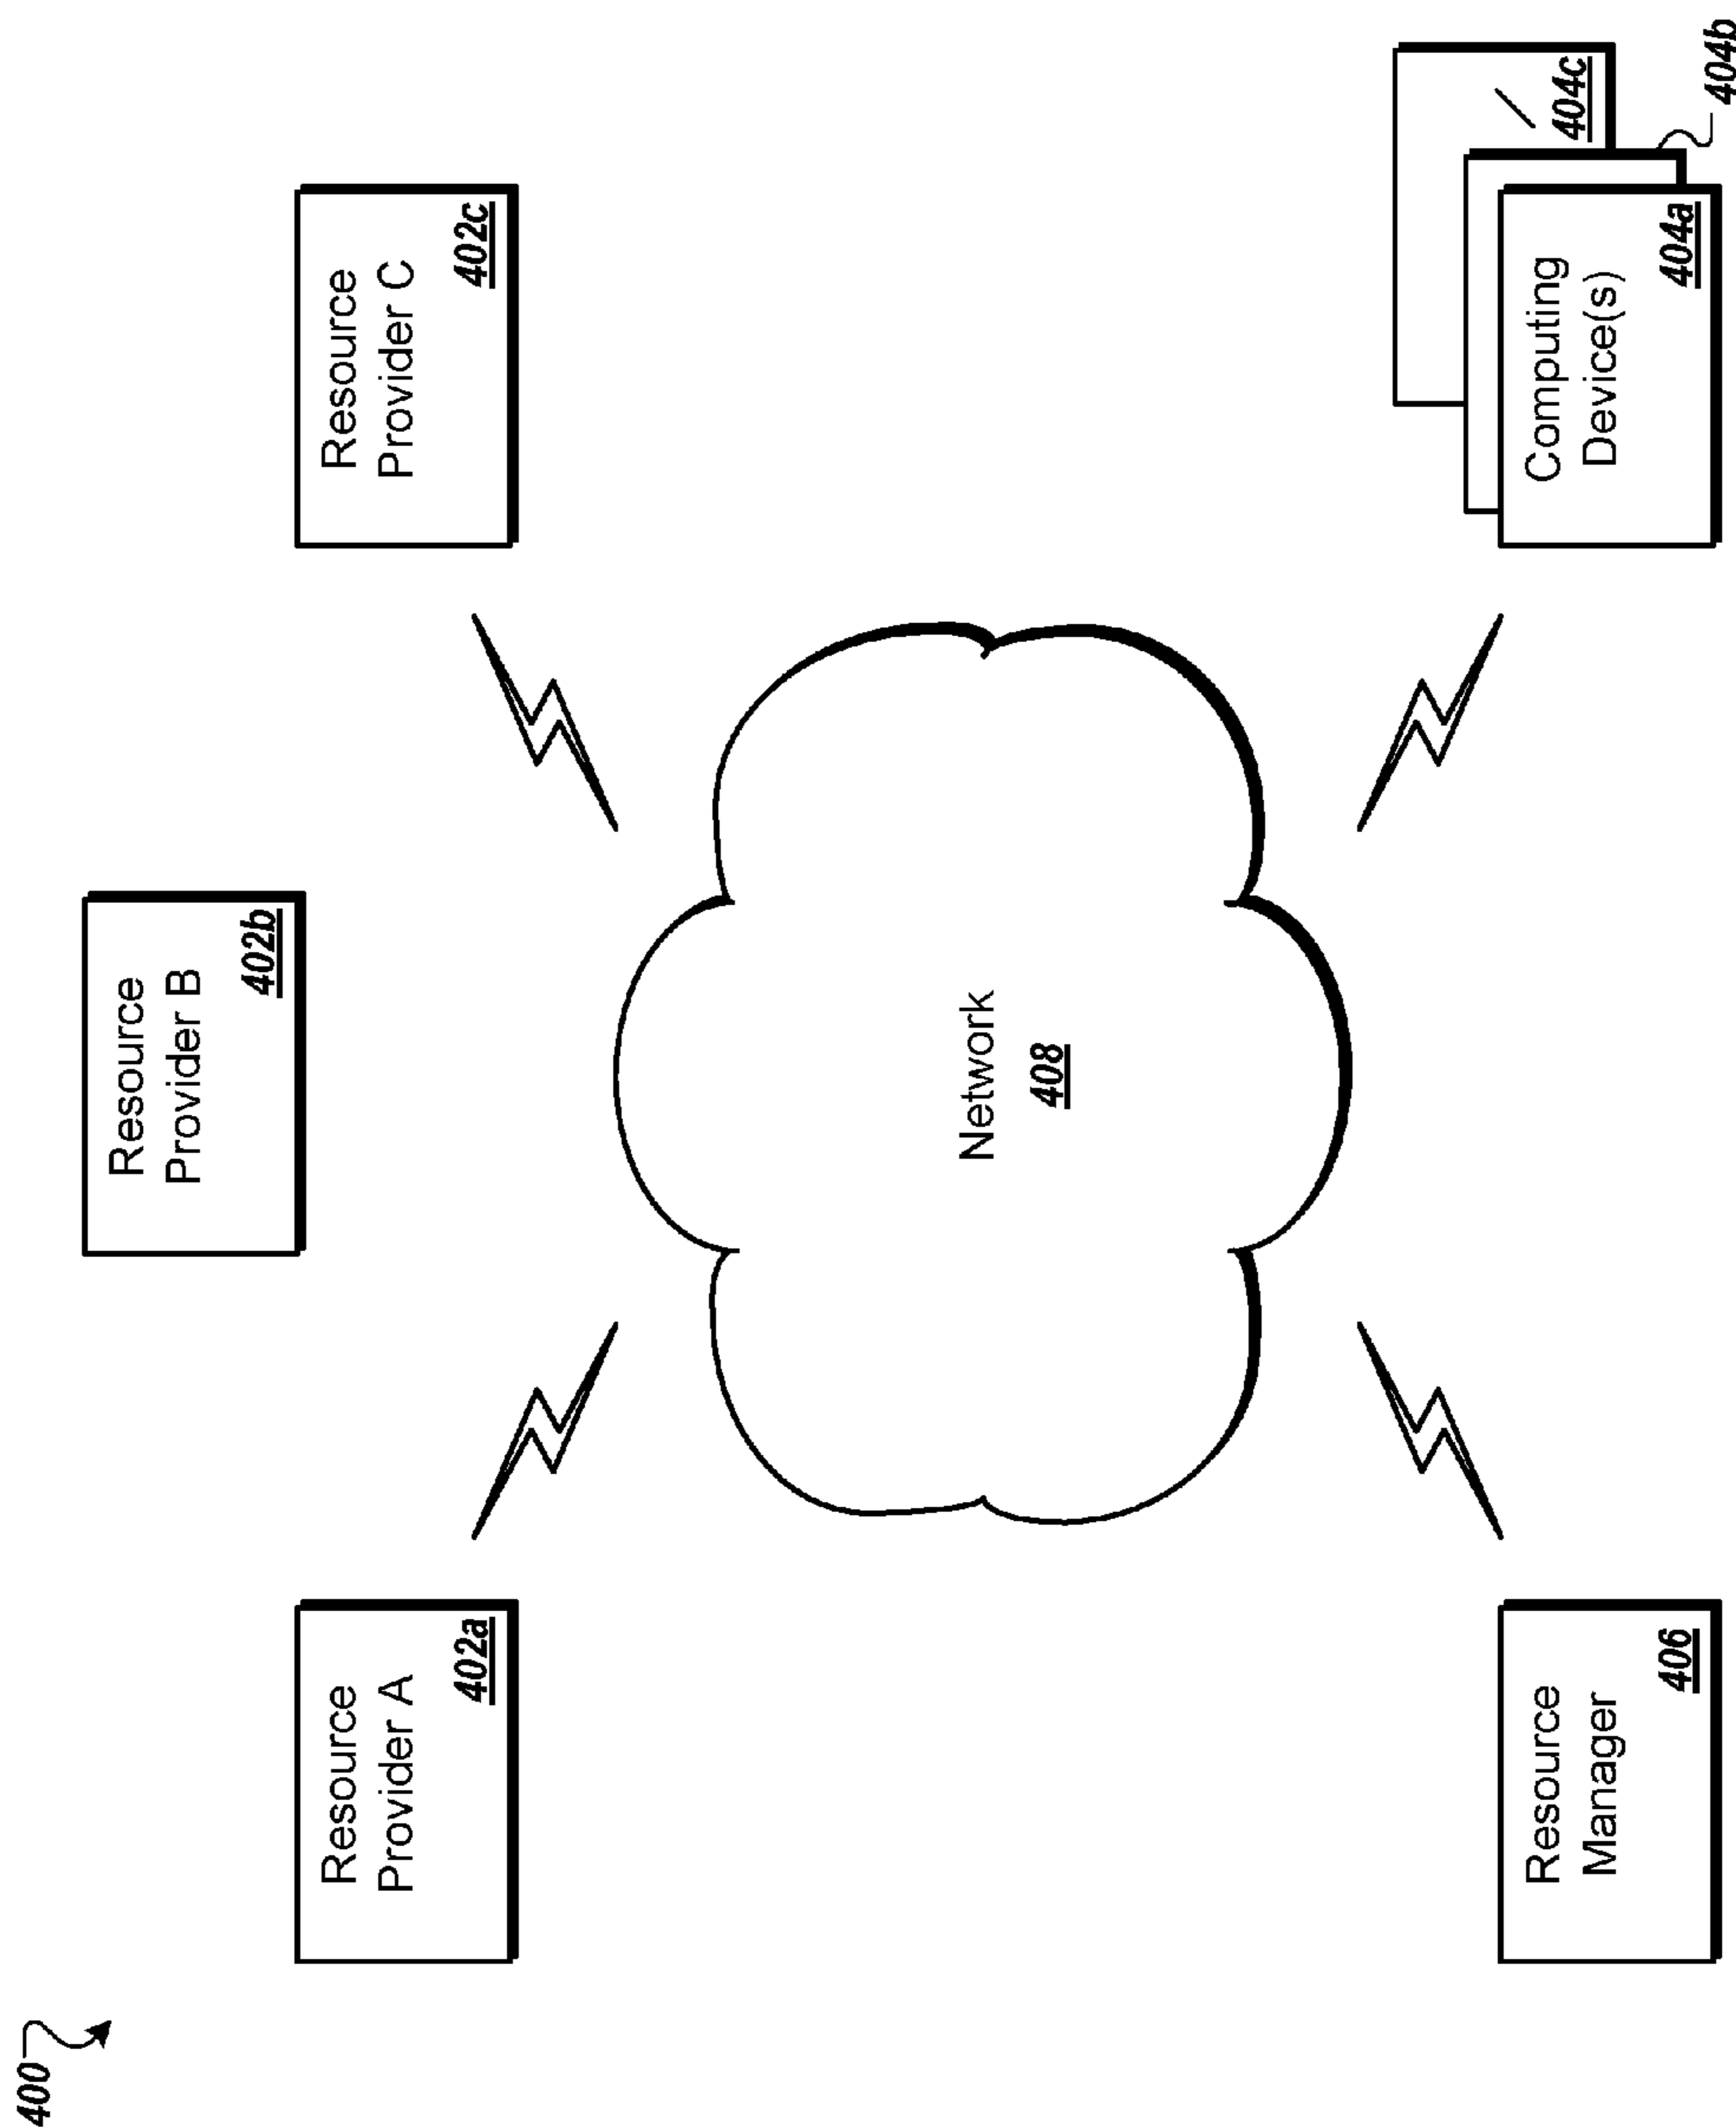 400
Resource
Provider A
402a
Resource
Provider B
402b
Resource
Provider C
402c
Network
408
Resource
Manager
406
Computing
Device(s)
404a
404b
404c